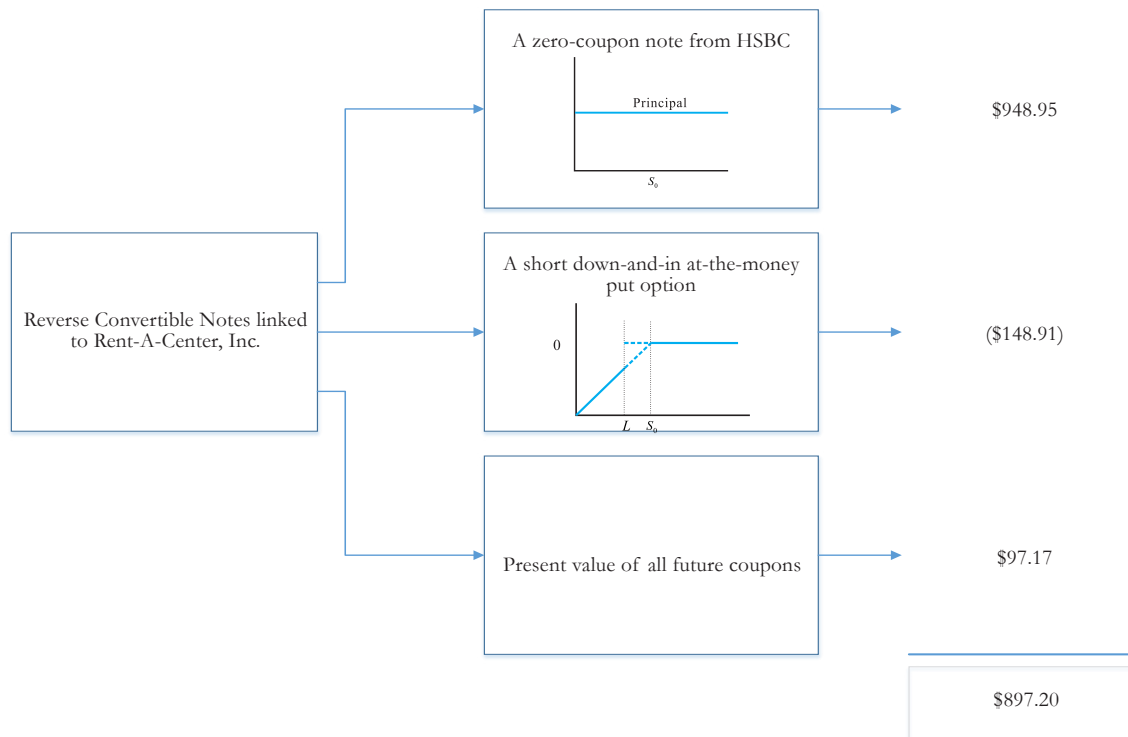 A zero-coupon note from HSBC
Principal
S₀
$948.95
Reverse Convertible Notes linked
to Rent-A-Center, Inc.
A short down-and-in at-the-money
put option
0
L S₀
($148.91)
Present value of all future coupons
$97.17
$897.20